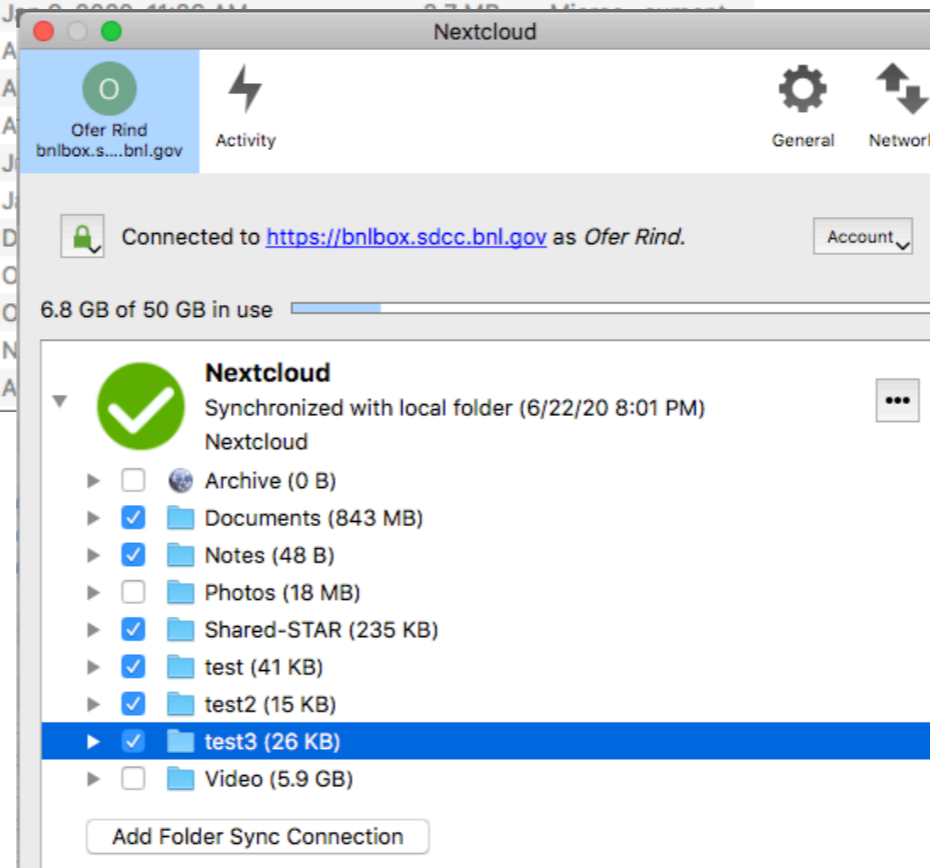 Nextcloud
O
Ofer Rind
bnlbox.s....bnl.gov
Activity
General
Networ
Connected to https://bnlbox.sdcc.bnl.gov as Ofer Rind.
Account
6.8 GB of 50 GB in use
Nextcloud
Synchronized with local folder (6/22/20 8:01 PM)
Nextcloud
Archive (0 B)
Documents (843 MB)
Notes (48 B)
Photos (18 MB)
Shared-STAR (235 KB)
test (41 KB)
test2 (15 KB)
test3 (26 KB)
Video (5.9 GB)
Add Folder Sync Connection